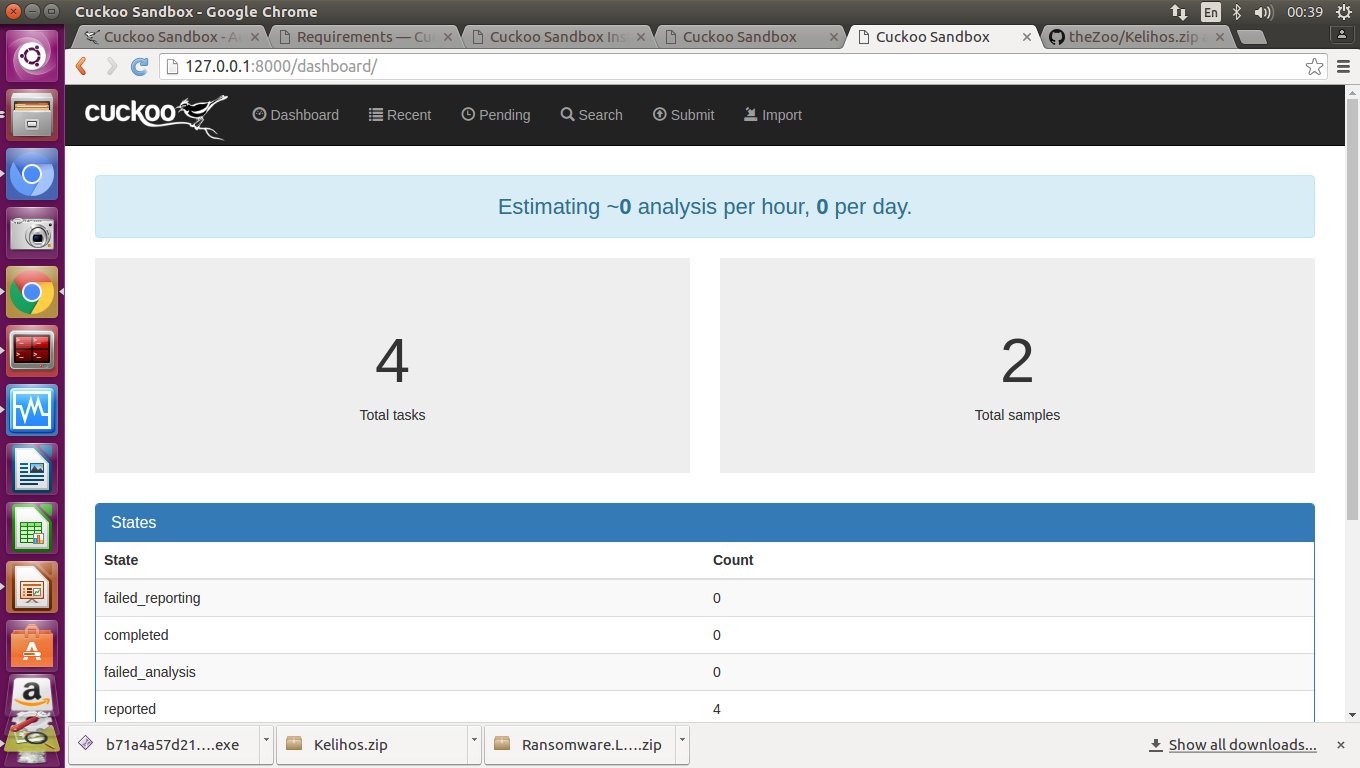 Cuckoo Sandbox - Google Chrome
En
00:39
Cuckoo Sandbox - Au
Requirements — Cuc
Cuckoo Sandbox Ins
Cuckoo Sandbox
Cuckoo Sandbox
theZoo/Kelihos.zip a
127.0.0.1:8000/dashboard/
cuckoo
Dashboard
Recent
Pending
Search
Submit
Import
Estimating ~0 analysis per hour, 0 per day.
4
Total tasks
2
Total samples
States
State Count
failed_reporting 0
completed 0
failed_analysis 0
reported 4
b71a4a57d21....exe
Kelihos.zip
Ransomware.L....zip
Show all downloads...